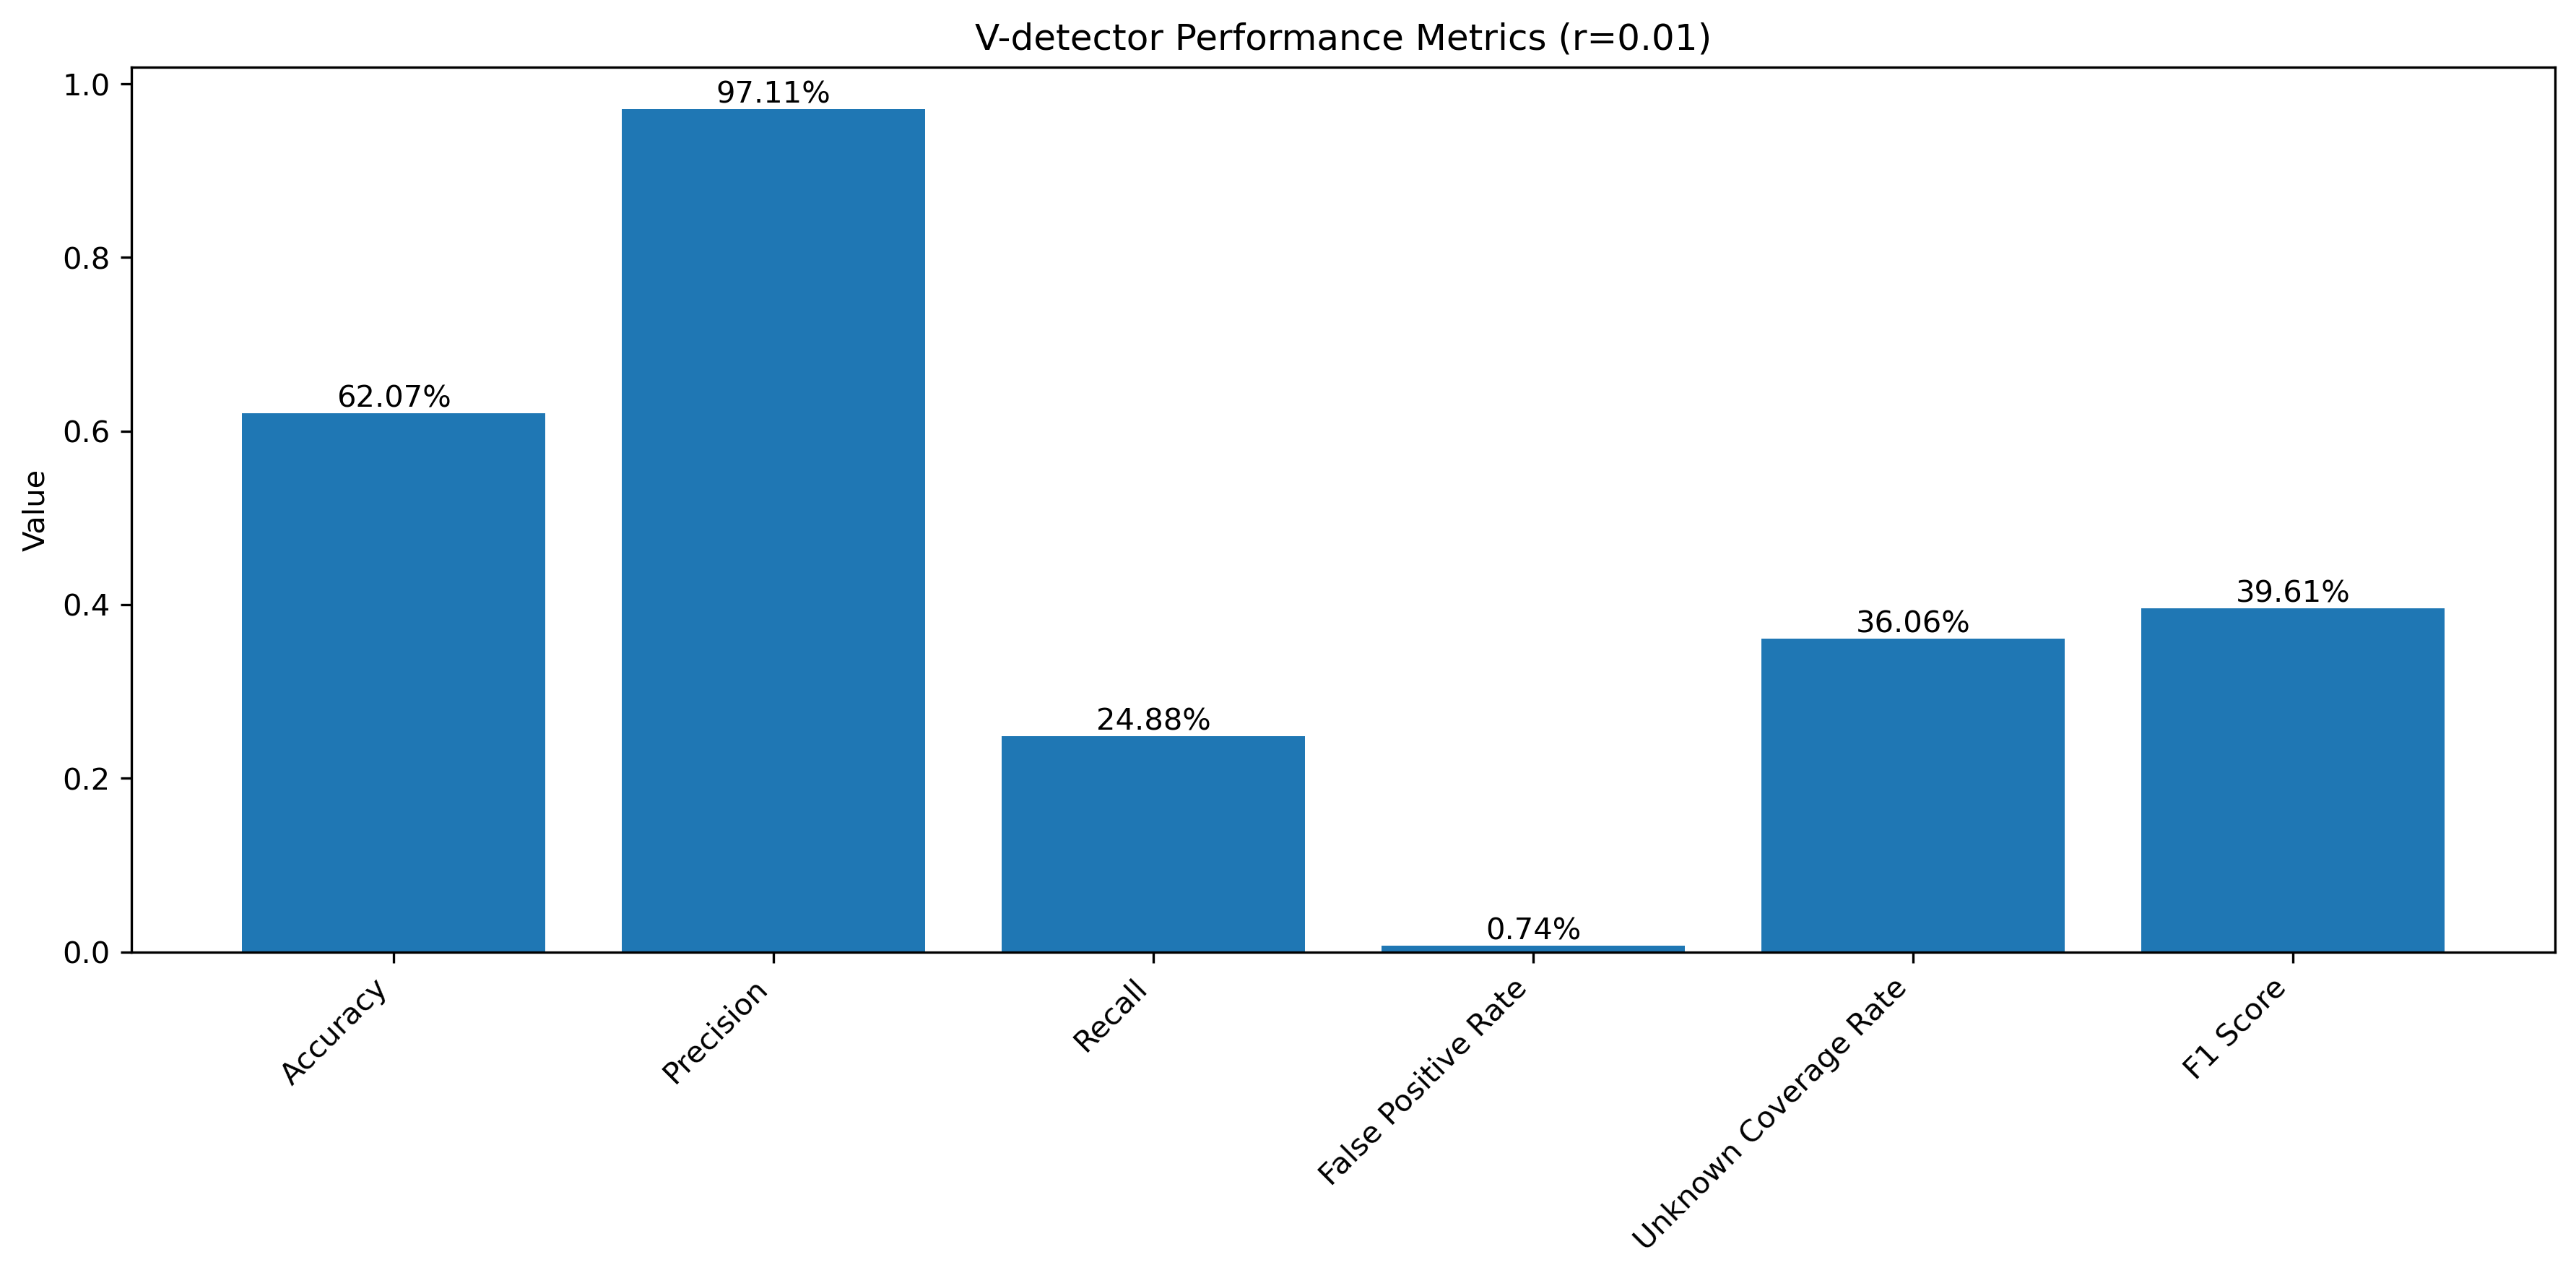 V-detector Performance Metrics (r=0.01)
Value
1.0
0.8
0.6
0.4
0.2
0.0
62.07%
97.11%
24.88%
0.74%
36.06%
39.61%
Accuracy
Precision
Recall
False Positive Rate
Unknown Coverage Rate
F1 Score